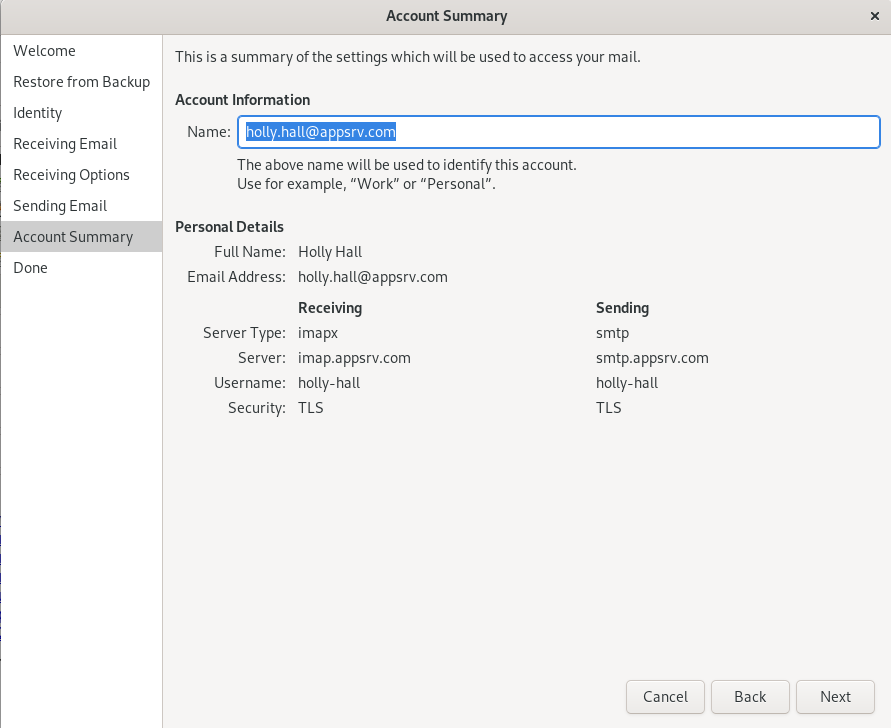 Account Summary
Welcome
Restore from Backup
Identity
Receiving Email
Receiving Options
Sending Email
Account Summary
Done
This is a summary of the settings which will be used to access your mail.
Account Information
Name: holly.hall@appsrv.com
The above name will be used to identify this account.
Use for example, “Work” or “Personal”.
Personal Details
Full Name: Holly Hall
Email Address: holly.hall@appsrv.com
Receiving Sending
Server Type: imapx smtp
Server: imap.appsrv.com smtp.appsrv.com
Username: holly-hall holly-hall
Security: TLS TLS
Cancel Back Next